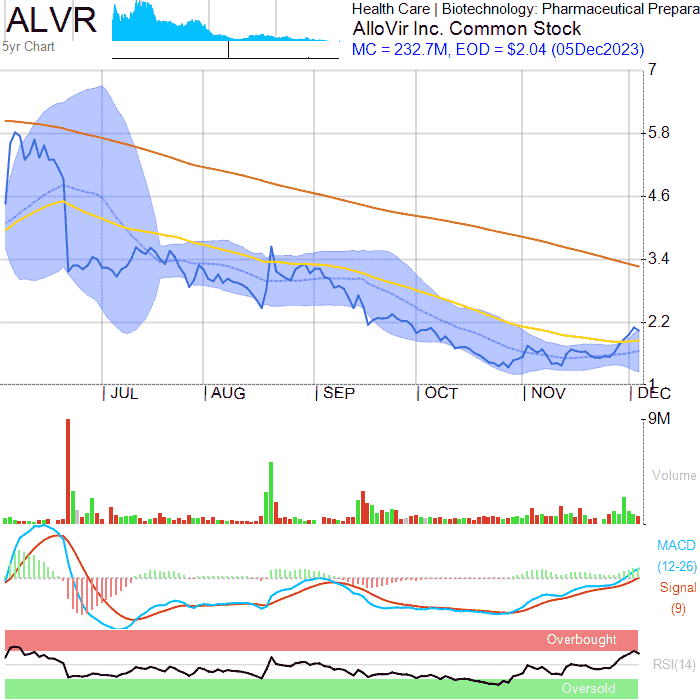 ALVR
5yr Chart
Health Care | Biotechnology: Pharmaceutical Prepara
AlloVir Inc. Common Stock
MC = 232.7M, EOD = $2.04 (05Dec2023)
7
5.8
4.6
3.4
2.2
1
JUL AUG SEP OCT NOV DEC
9M
Volume
MACD
(12-26)
Signal
(9)
Overbought
RSI(14)
Oversold